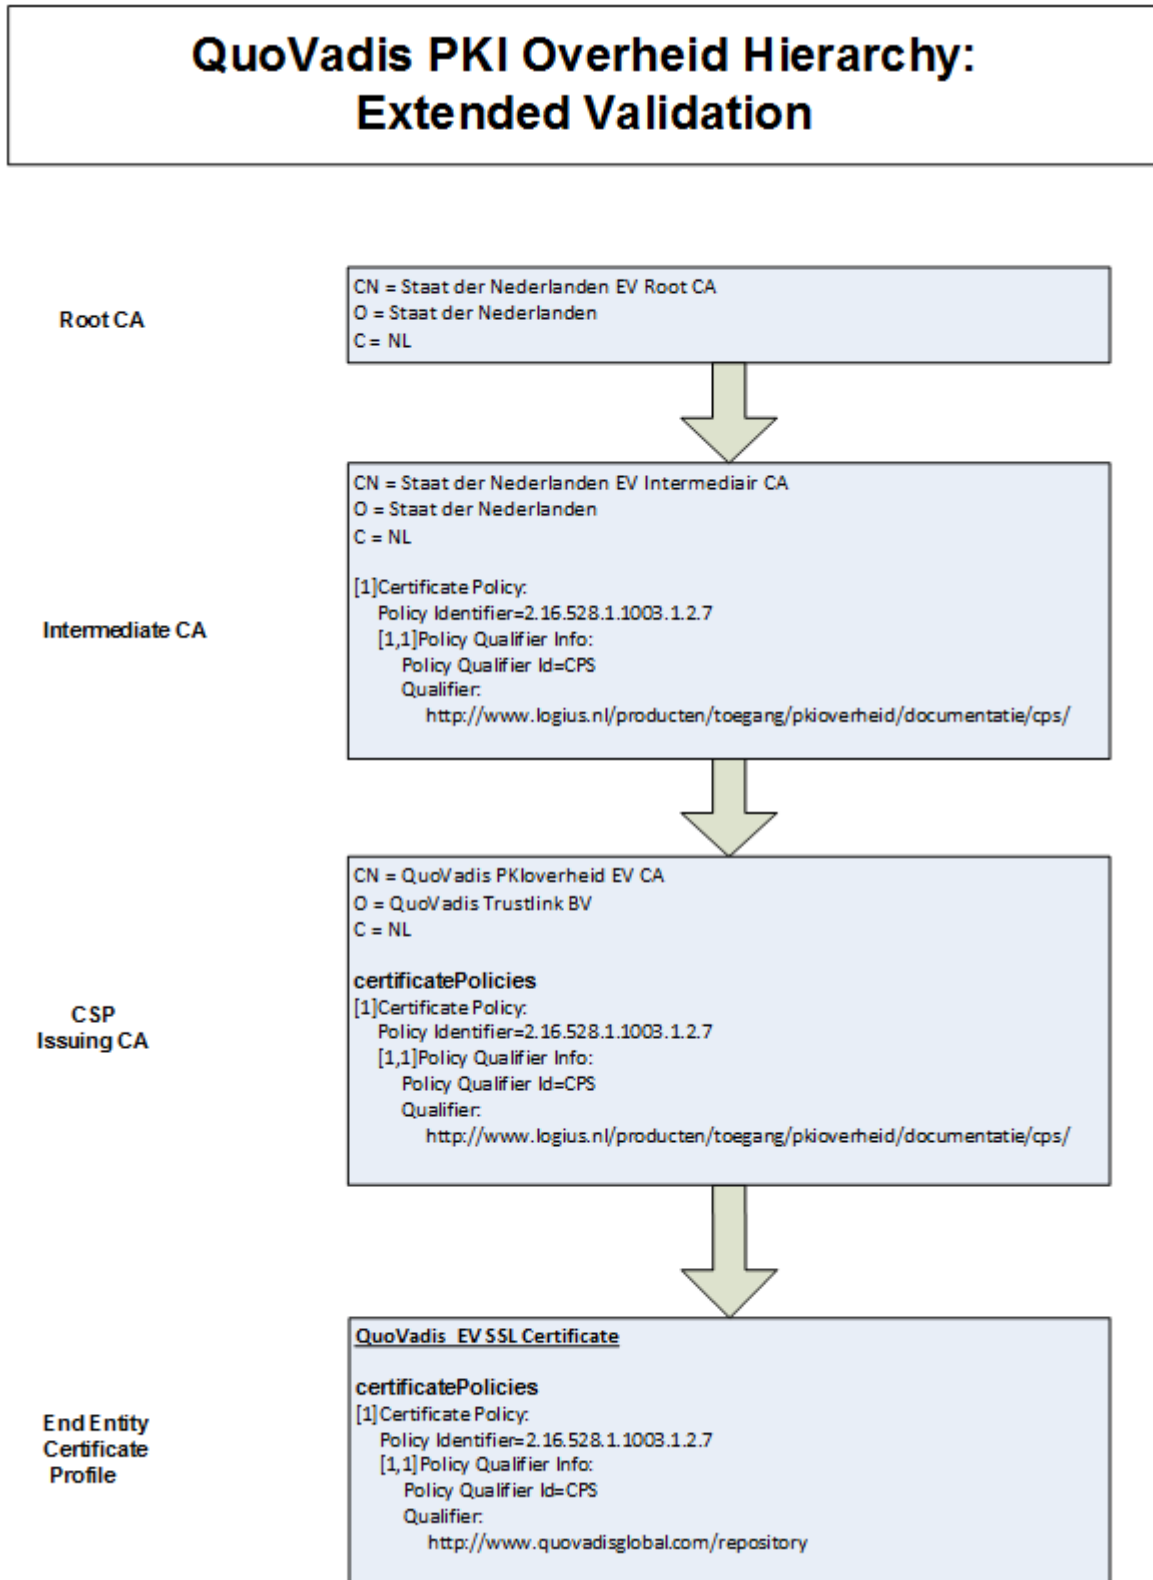 QuoVadis PKI Overheid Hierarchy:
Extended Validation
Root CA
CN = Staat der Nederlanden EV Root CA
O = Staat der Nederlanden
C = NL
Intermediate CA
CN = Staat der Nederlanden EV Intermediair CA
O = Staat der Nederlanden
C = NL
[1]Certificate Policy:
Policy Identifier=2.16.528.1.1003.1.2.7
[1,1]Policy Qualifier Info:
Policy Qualifier Id=CPS
Qualifier:
http://www.logius.nl/producten/toegang/pkioverheid/documentatie/cps/
CSP
Issuing CA
CN = QuoVadis PKIoverheid EV CA
O = QuoVadis Trustlink BV
C = NL
certificatePolicies
[1]Certificate Policy:
Policy Identifier=2.16.528.1.1003.1.2.7
[1,1]Policy Qualifier Info:
Policy Qualifier Id=CPS
Qualifier:
http://www.logius.nl/producten/toegang/pkioverheid/documentatie/cps/
End Entity
Certificate
Profile
QuoVadis EV SSL Certificate
certificatePolicies
[1]Certificate Policy:
Policy Identifier=2.16.528.1.1003.1.2.7
[1,1]Policy Qualifier Info:
Policy Qualifier Id=CPS
Qualifier:
http://www.quovadisglobal.com/repository